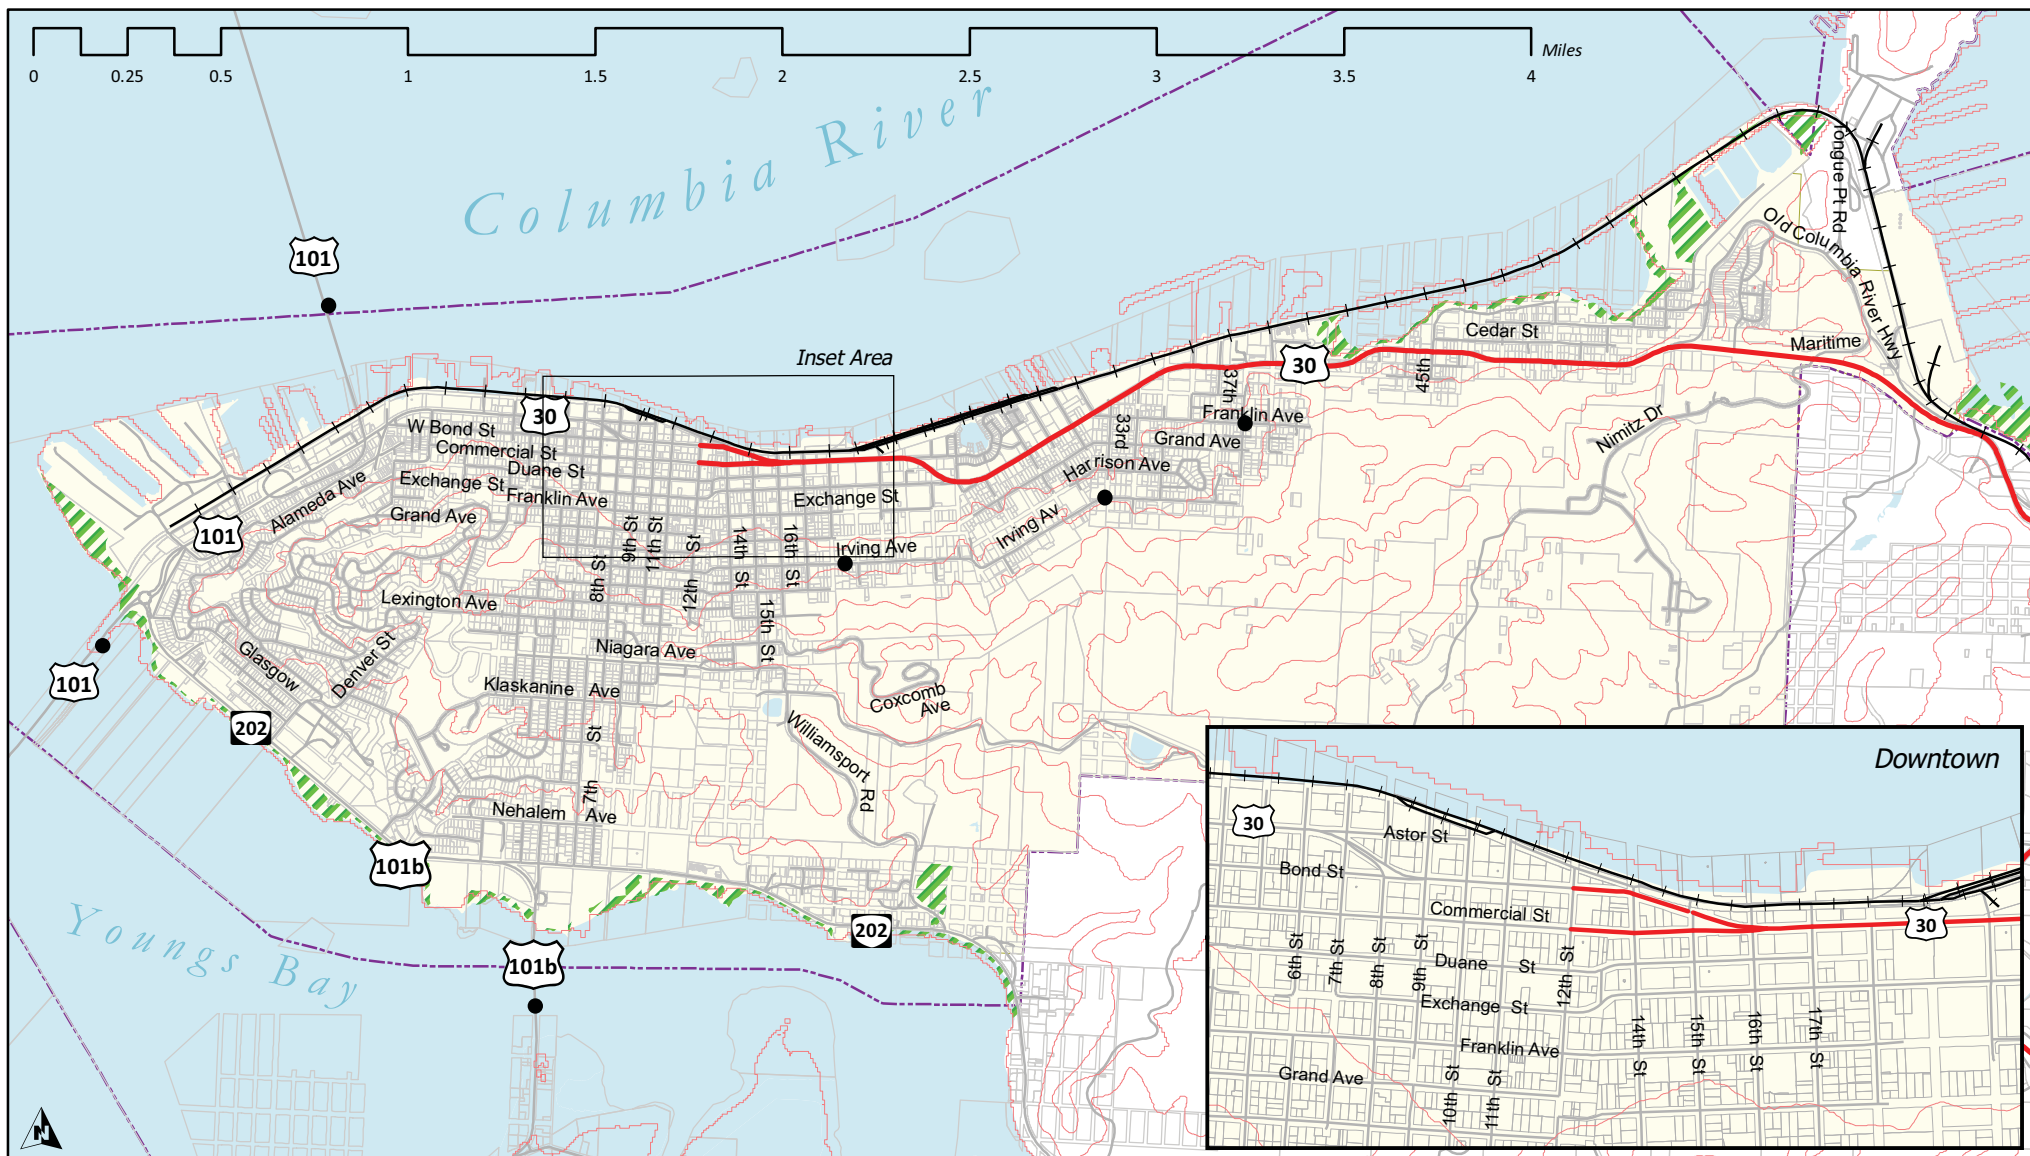 0 0.25 0.5 1 1.5 2 2.5 3 3.5 4 Miles
Columbia River
101
Tongue Pt Rd
Old Columbia River Hwy
Maritime
Cedar St
45th
30
37th
Inset Area
30
Franklin Ave
33rd
Grand Ave
Harrison Ave
Nimitz Dr
W Bond St
Commercial St
Duane St
Exchange St
Franklin Ave
Alameda Ave
Grand Ave
Exchange St
101
9th St
11th St
12th St
14th St
16th St
Irving Ave
Irving Av
8th St
Lexington Ave
15th St
Niagara Ave
Glasgow
Denver St
101
Klaskanine Ave
Coxcomb Ave
202
Williamsport Rd
7th St
Nehalem Ave
101b
202
101b
Youngs Bay
N
Downtown
30
Astor St
Bond St
Commercial St
30
6th St
7th St
8th St
9th St
Duane St
12th St
Exchange St
14th St
15th St
16th St
17th St
Franklin Ave
Grand Ave
10th St
11th St